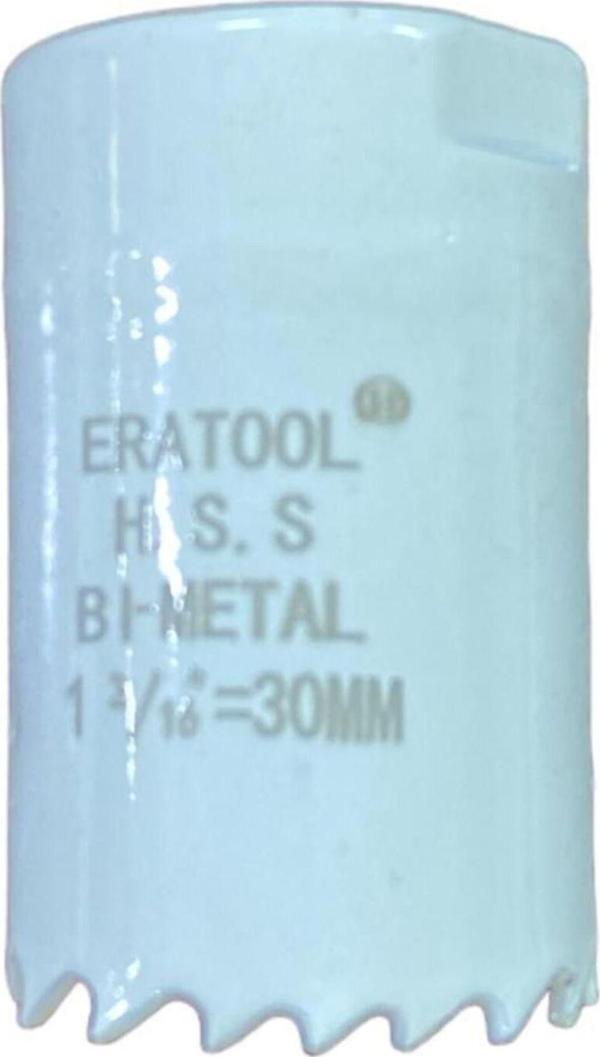 ERATOOL
H.S.S
BI-METAL
1 3/16"=30MM